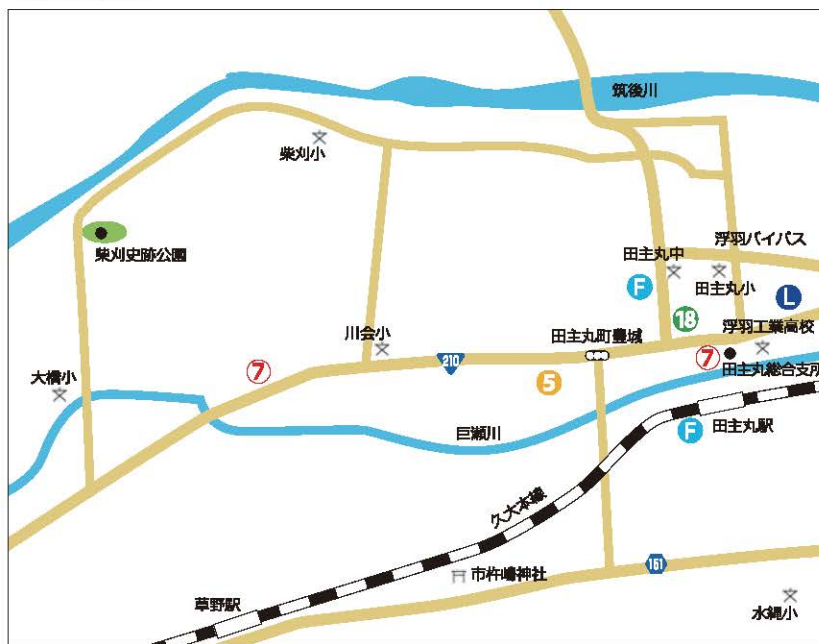 筑後川
柴刈小
浮羽バイパス
柴刈史跡公園
田主丸中
田主丸小
F
L
18
川会小
田主丸町豊城
浮羽工業高校
210
7
7
田主丸総合支所
大橋小
5
巨瀬川
F
田主丸駅
久大本線
151
市杵嶋神社
草野駅
水縄小